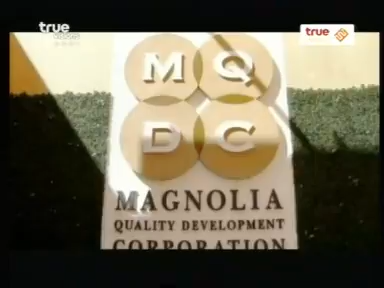 true
true
M Q
D C
MAGNOLIA
QUALITY DEVELOPMENT
CORPORATION